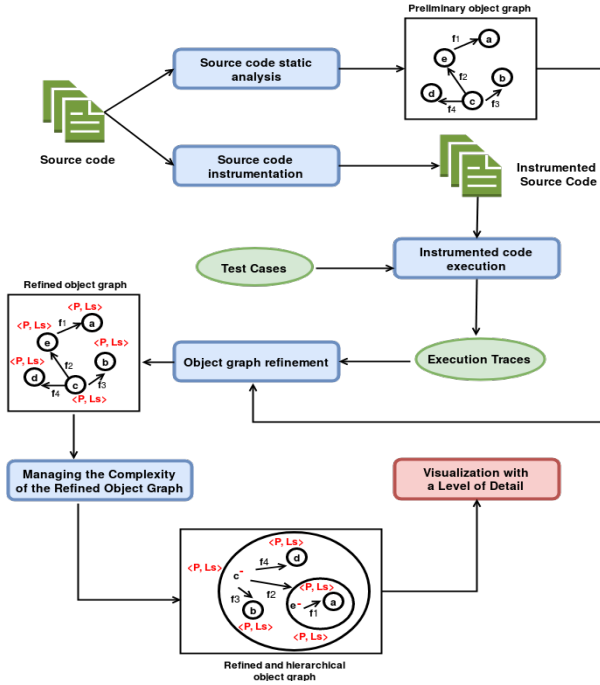 Preliminary object graph
f1
a
e
f2
b
d
c
f4
f3
Source code static
analysis
Source code
Source code
instrumentation
Instrumented
Source Code
Test Cases
Instrumented code
execution
Refined object graph
<P, Ls>
f1
a
<P, Ls>
e
<P, Ls>
<P, Ls>
f2
b
d
c
f4
f3
<P, Ls>
Object graph refinement
Execution Traces
Managing the Complexity
of the Refined Object Graph
Visualization with
a Level of Detail
<P, Ls>
f4
d
<P, Ls>
c-
f3
f2
<P, Ls>
e-
a
f1
b
<P, Ls>
<P, Ls>
Refined and hierarchical
object graph